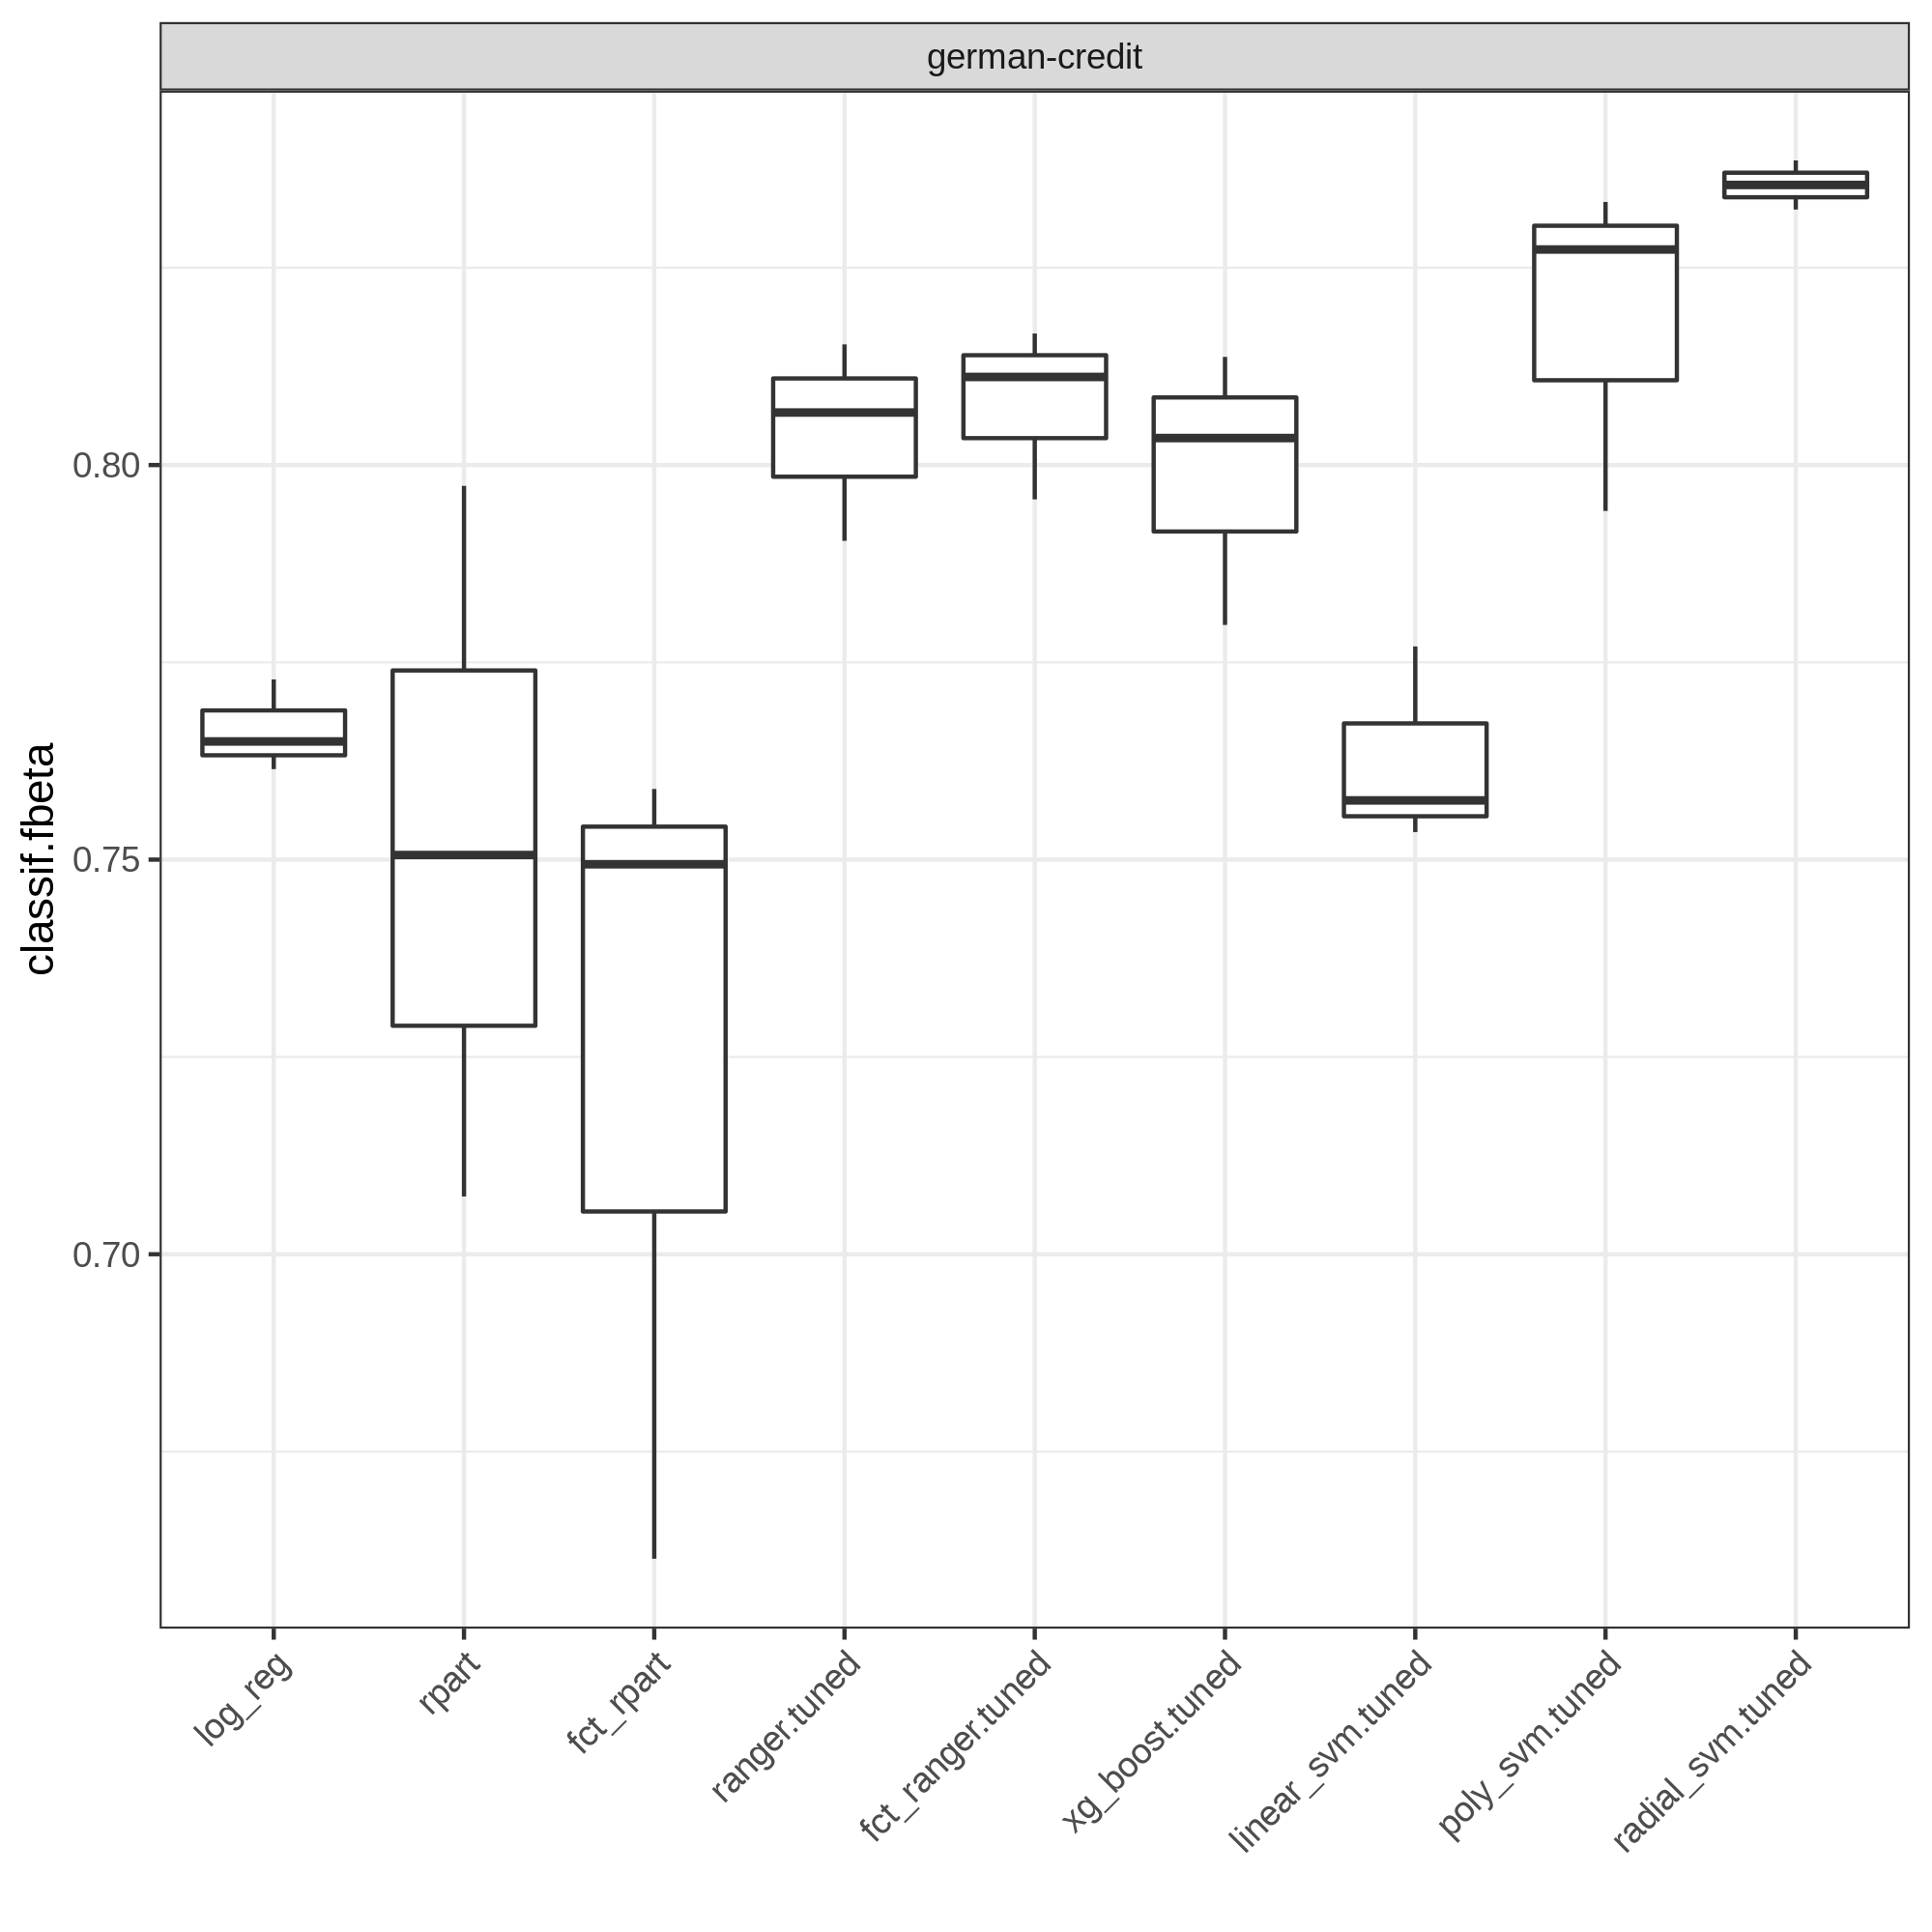 german-credit
classif.fbeta
0.80
0.75
0.70
log_reg
rpart
fct_rpart
ranger.tuned
fct_ranger.tuned
xg_boost.tuned
linear_svm.tuned
poly_svm.tuned
radial_svm.tuned